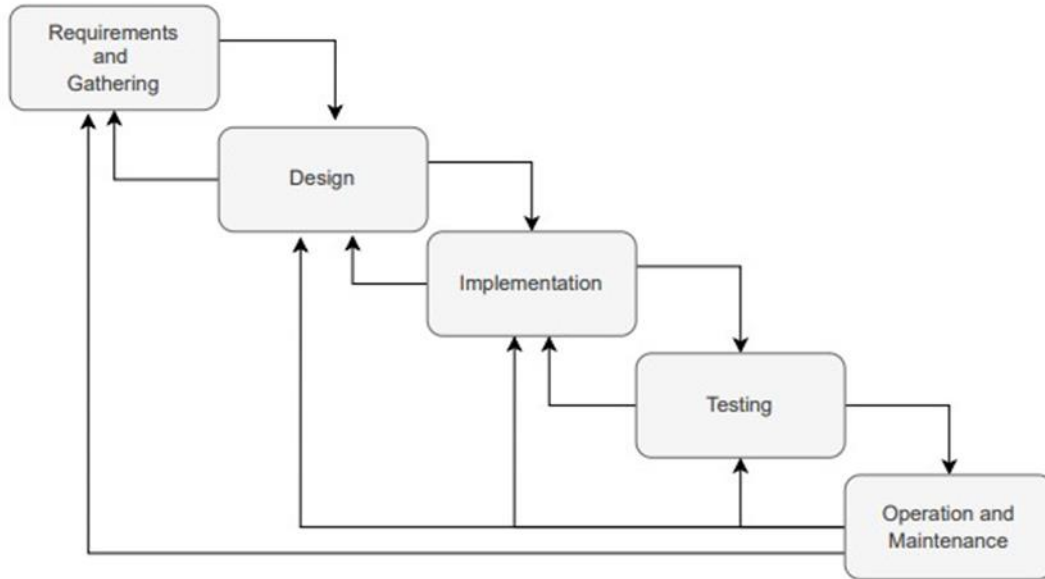 Requirements
and
Gathering
Design
Implementation
Testing
Operation and
Maintenance